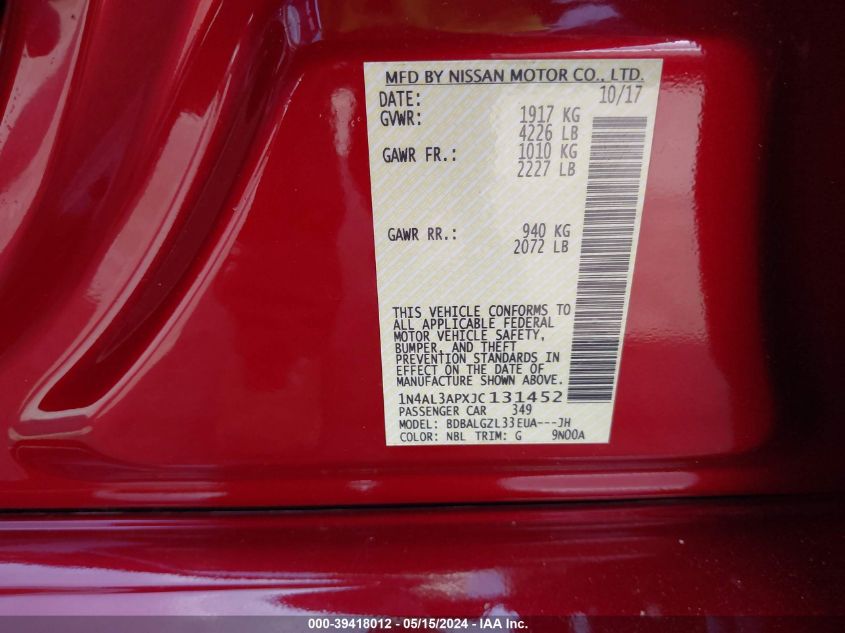 MFD BY NISSAN MOTOR CO., LTD.
DATE: 10/17
GVWR: 1917 KG
4226 LB
GAWR FR.: 1010 KG
2227 LB
GAWR RR.: 940 KG
2072 LB
THIS VEHICLE CONFORMS TO
ALL APPLICABLE FEDERAL
MOTOR VEHICLE SAFETY,
BUMPER, AND THEFT
PREVENTION STANDARDS IN
EFFECT ON THE DATE OF
MANUFACTURE SHOWN ABOVE.
1N4AL3APXJC131452
PASSENGER CAR 349
MODEL: BDBALGZL33EUA---JH
COLOR: NBL TRIM: G 9N00A
000-39418012 - 05/15/2024 - IAA Inc.